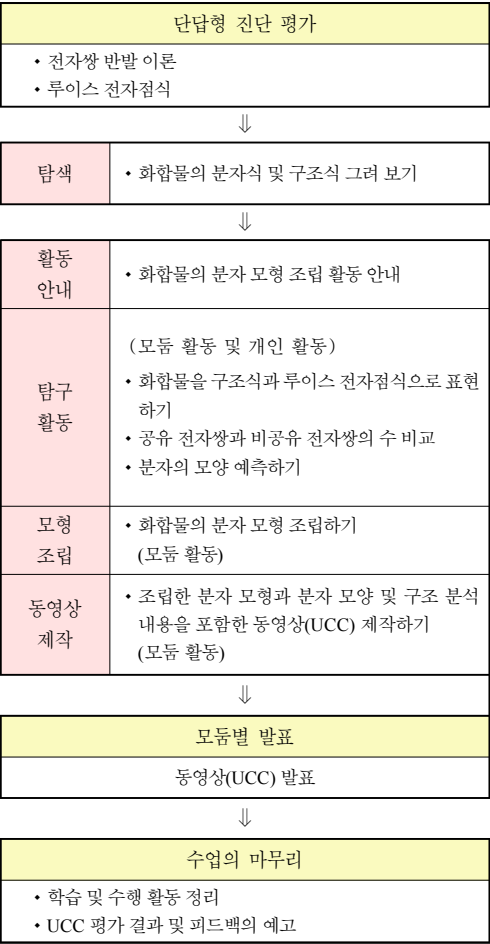 단답형 진단 평가
• 전자쌍 반발 이론
• 루이스 전자점식
⇓
탐색
• 화합물의 분자식 및 구조식 그려 보기
⇓
활동
안내
• 화합물의 분자 모형 조립 활동 안내
탐구
활동
(모둠 활동 및 개인 활동)
• 화합물을 구조식과 루이스 전자점식으로 표현
하기
• 공유 전자쌍과 비공유 전자쌍의 수 비교
• 분자의 모양 예측하기
모형
조립
• 화합물의 분자 모형 조립하기
(모둠 활동)
동영상
제작
• 조립한 분자 모형과 분자 모양 및 구조 분석
내용을 포함한 동영상(UCC) 제작하기
(모둠 활동)
⇓
모둠별 발표
동영상(UCC) 발표
⇓
수업의 마무리
• 학습 및 수행 활동 정리
• UCC 평가 결과 및 피드백의 예고